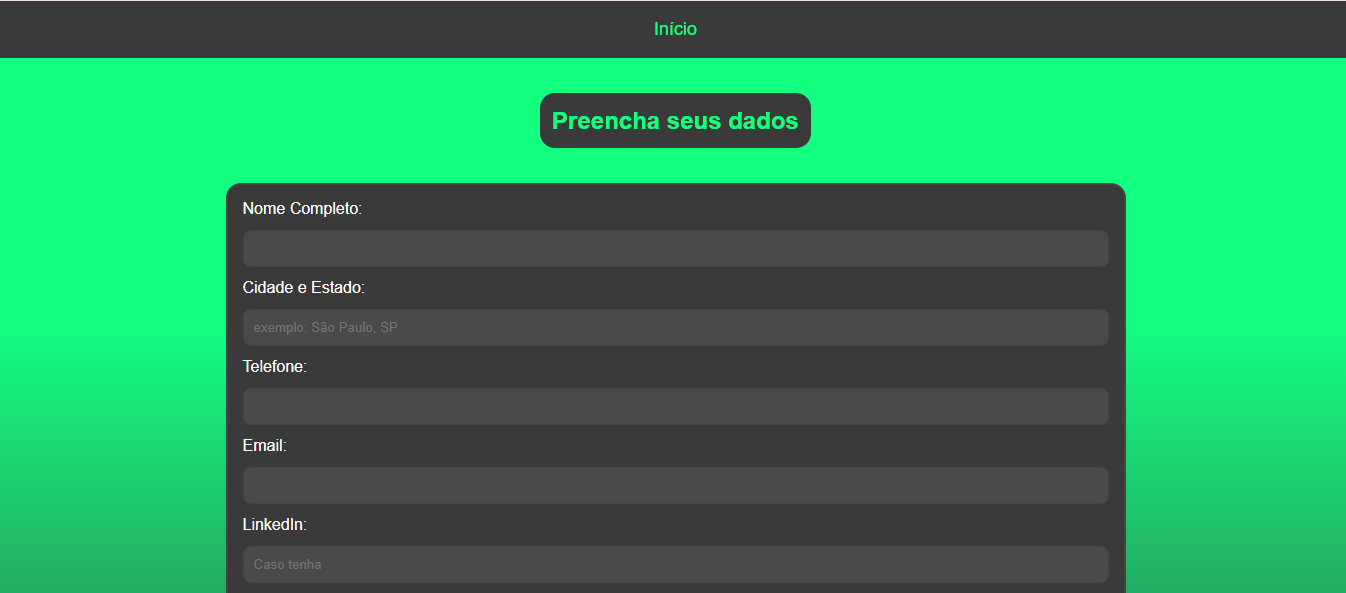 Início
Preencha seus dados
Nome Completo:
Cidade e Estado:
exemplo: São Paulo, SP
Telefone:
Email:
LinkedIn:
Caso tenha